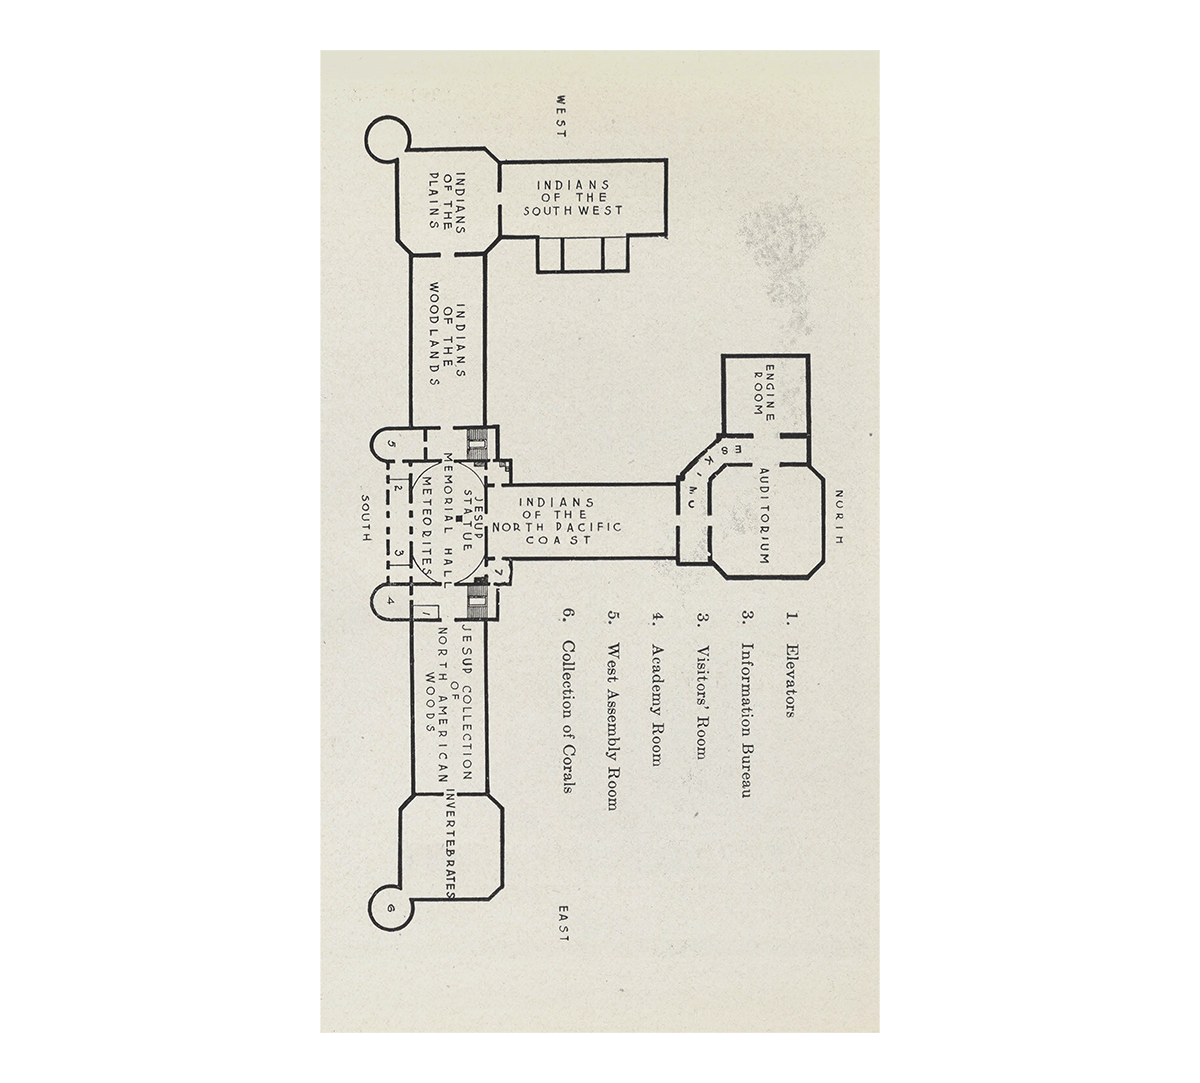 WEST
INDIANS
OF THE
PLAINS
INDIANS
OF THE
SOUTHWEST
INDIANS
OF THE
WOODLANDS
ENGINE
ROOM
ESKIMO
AUDITORIUM
NORTH
SOUTH
5
2
3
4
1
7
JESUP
STATUE
MEMORIAL HALL
METEORITES
INDIANS
OF THE
NORTH PACIFIC
COAST
JESUP COLLECTION
OF
NORTH AMERICAN
WOODS
INVERTEBRATES
6
EAST
1. Elevators
3. Information Bureau
3. Visitors' Room
4. Academy Room
5. West Assembly Room
6. Collection of Corals